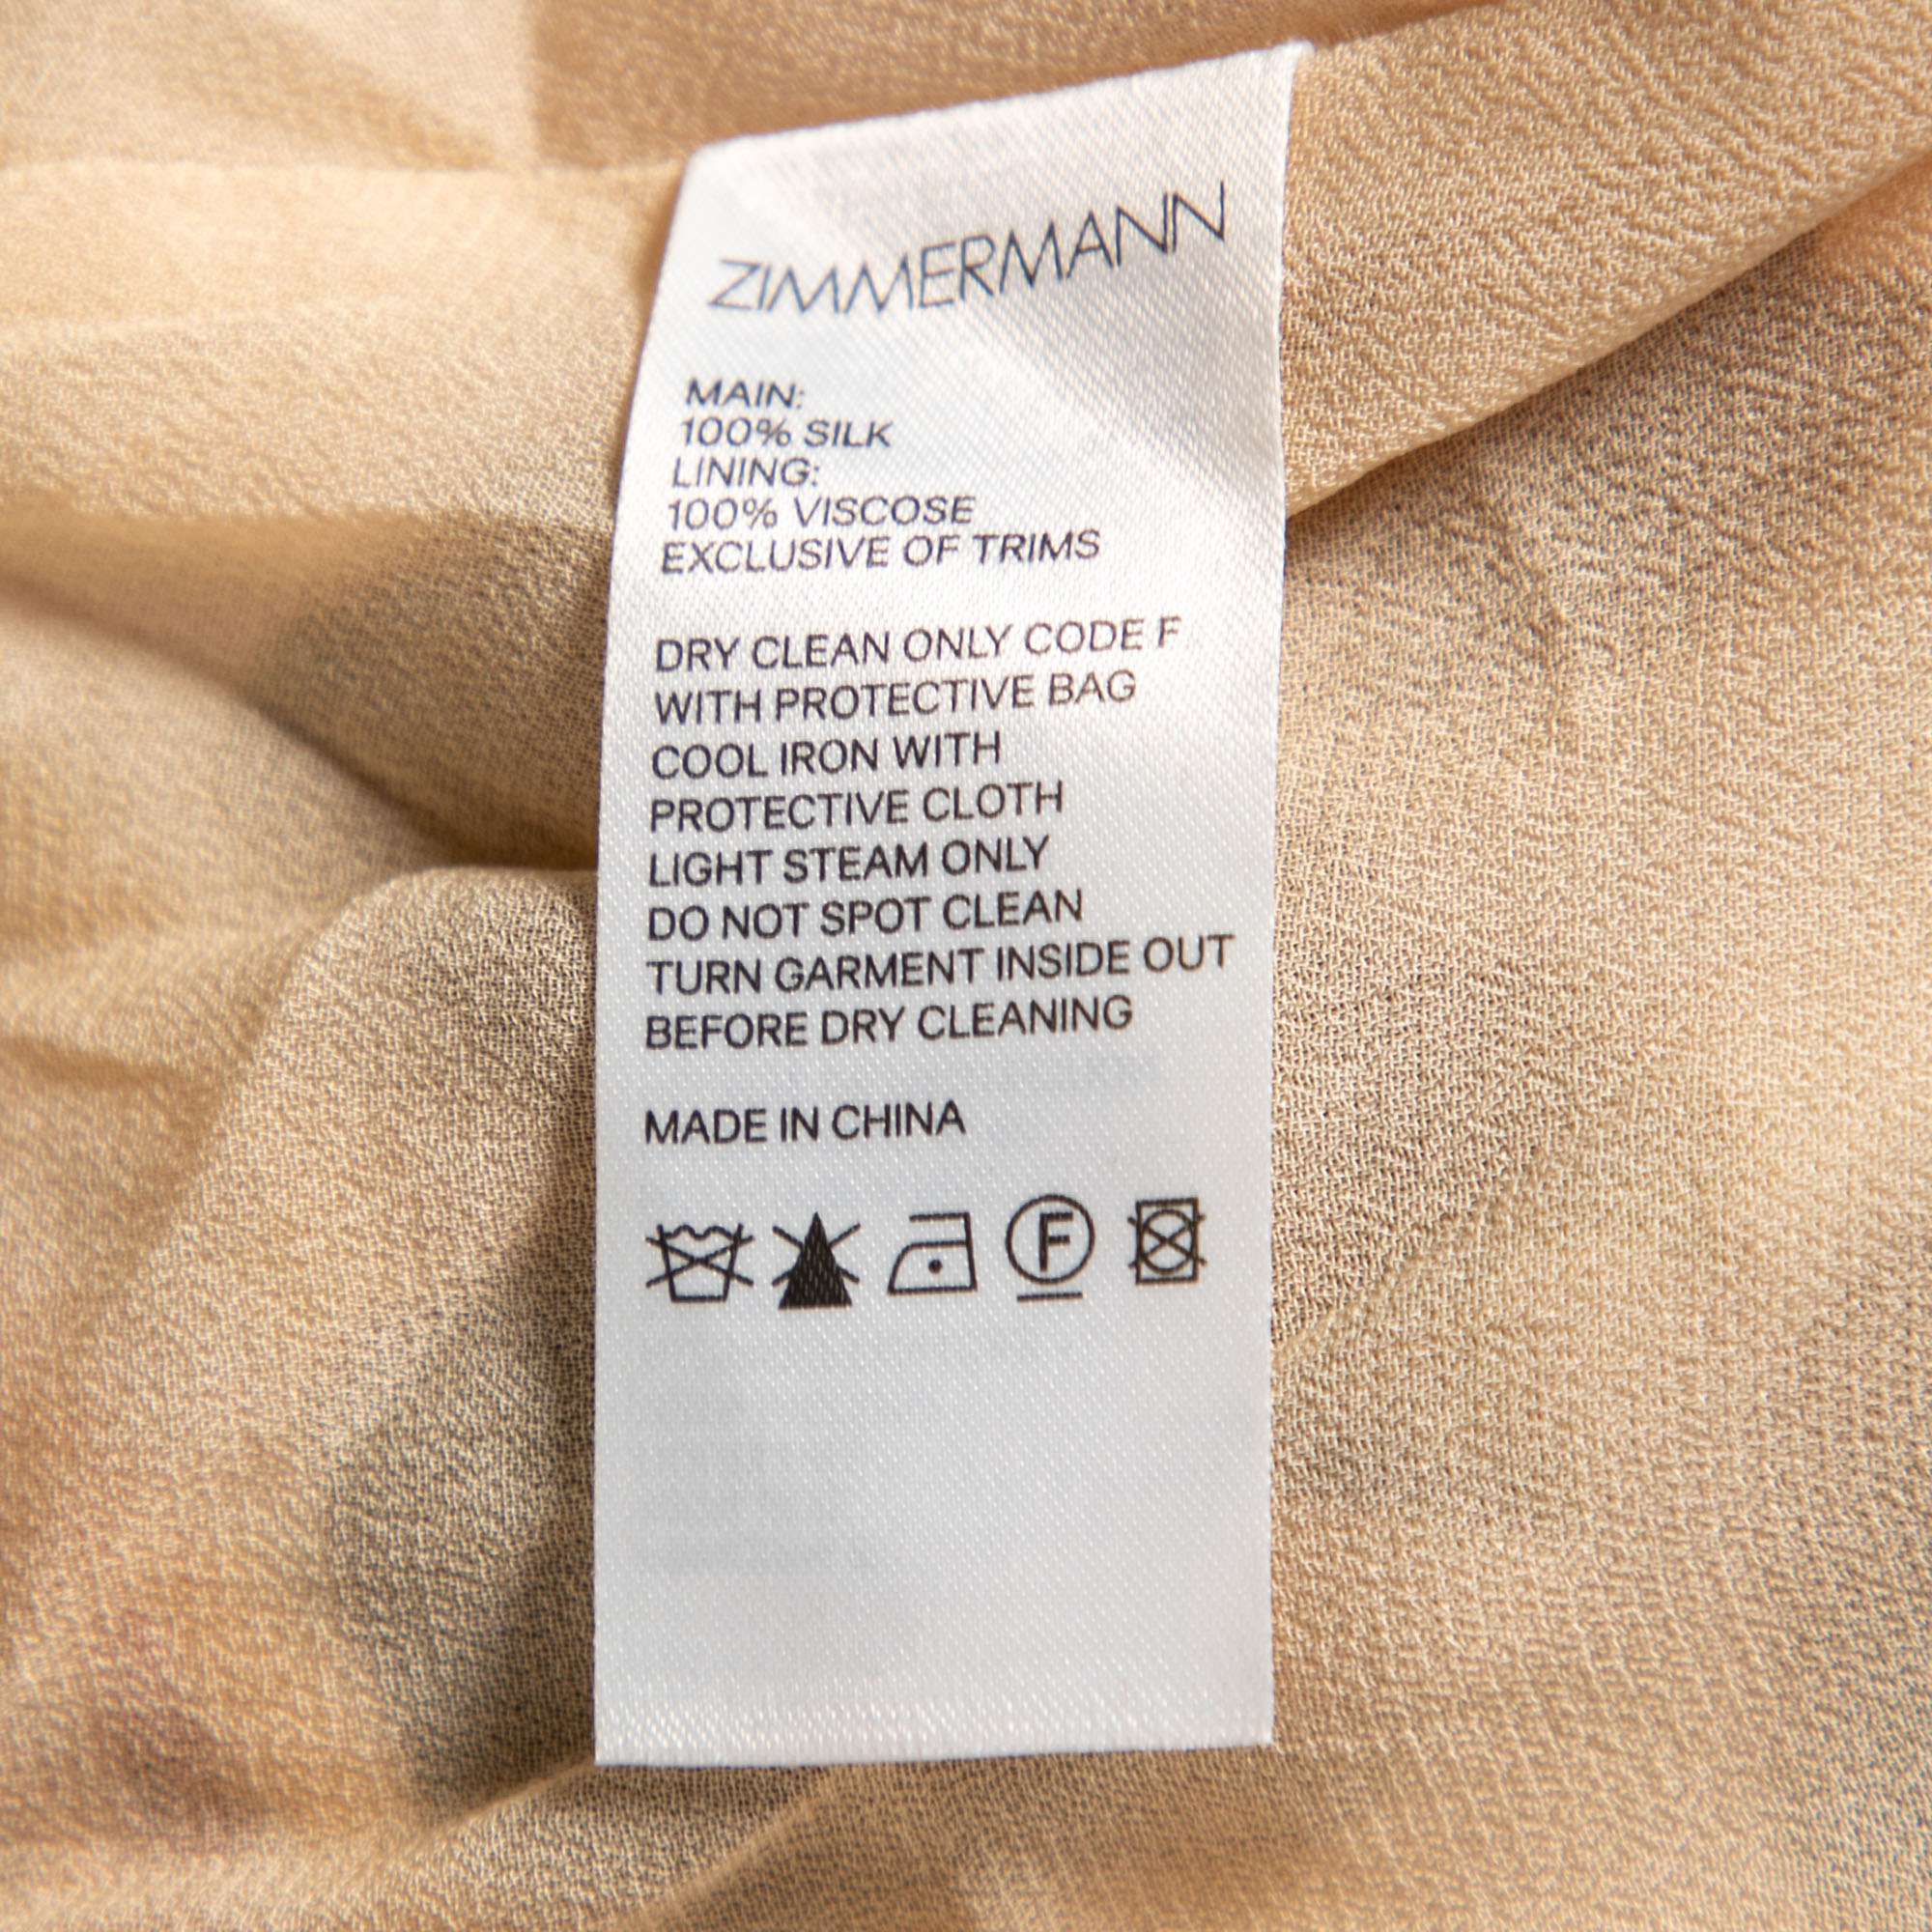 ZIMMERMANN
MAIN:
100% SILK
LINING:
100% VISCOSE
EXCLUSIVE OF TRIMS
DRY CLEAN ONLY CODE F
WITH PROTECTIVE BAG
COOL IRON WITH
PROTECTIVE CLOTH
LIGHT STEAM ONLY
DO NOT SPOT CLEAN
TURN GARMENT INSIDE OUT
BEFORE DRY CLEANING
MADE IN CHINA
F